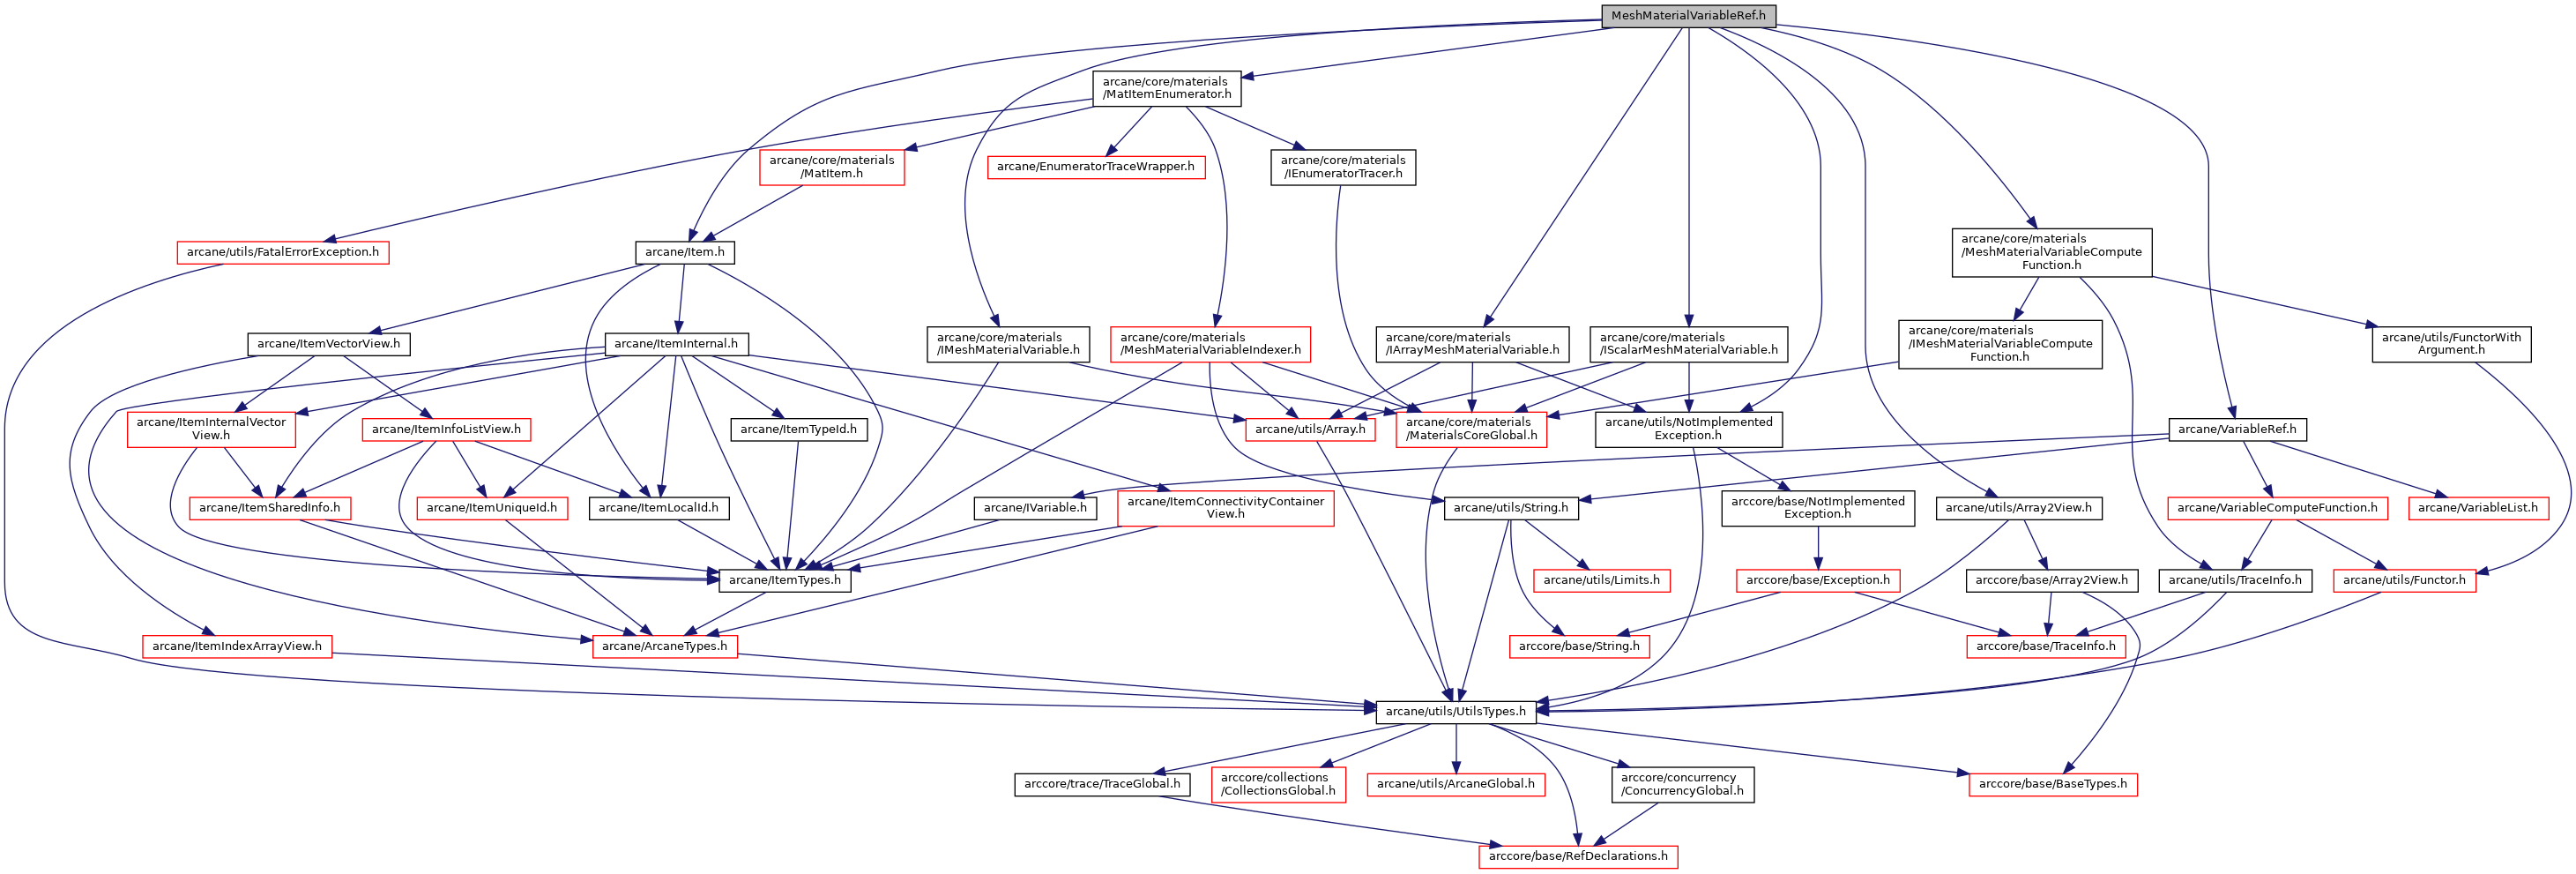 MeshMaterialVariableRef.h
arcane/core/materials
/MatItemEnumerator.h
arcane/core/materials
/MatItem.h
arcane/EnumeratorTraceWrapper.h
arcane/core/materials
/IEnumeratorTracer.h
arcane/utils/FatalErrorException.h
arcane/Item.h
arcane/core/materials
/MeshMaterialVariableCompute
Function.h
arcane/ItemVectorView.h
arcane/ItemInternal.h
arcane/core/materials
/IMeshMaterialVariable.h
arcane/core/materials
/MeshMaterialVariableIndexer.h
arcane/core/materials
/IArrayMeshMaterialVariable.h
arcane/core/materials
/IScalarMeshMaterialVariable.h
arcane/core/materials
/IMeshMaterialVariableCompute
Function.h
arcane/utils/FunctorWith
Argument.h
arcane/ItemInternalVector
View.h
arcane/ItemInfoListView.h
arcane/ItemTypeId.h
arcane/utils/Array.h
arcane/core/materials
/MaterialsCoreGlobal.h
arcane/utils/NotImplemented
Exception.h
arcane/VariableRef.h
arcane/ItemSharedInfo.h
arcane/ItemUniqueId.h
arcane/ItemLocalId.h
arcane/IVariable.h
arcane/ItemConnectivityContainer
View.h
arcane/utils/String.h
arccore/base/NotImplemented
Exception.h
arcane/utils/Array2View.h
arcane/VariableComputeFunction.h
arcane/VariableList.h
arcane/ItemTypes.h
arcane/utils/Limits.h
arccore/base/Exception.h
arccore/base/Array2View.h
arcane/utils/TraceInfo.h
arcane/utils/Functor.h
arcane/ItemIndexArrayView.h
arcane/ArcaneTypes.h
arccore/base/String.h
arccore/base/TraceInfo.h
arcane/utils/UtilsTypes.h
arccore/trace/TraceGlobal.h
arccore/collections
/CollectionsGlobal.h
arcane/utils/ArcaneGlobal.h
arccore/concurrency
/ConcurrencyGlobal.h
arccore/base/BaseTypes.h
arccore/base/RefDeclarations.h